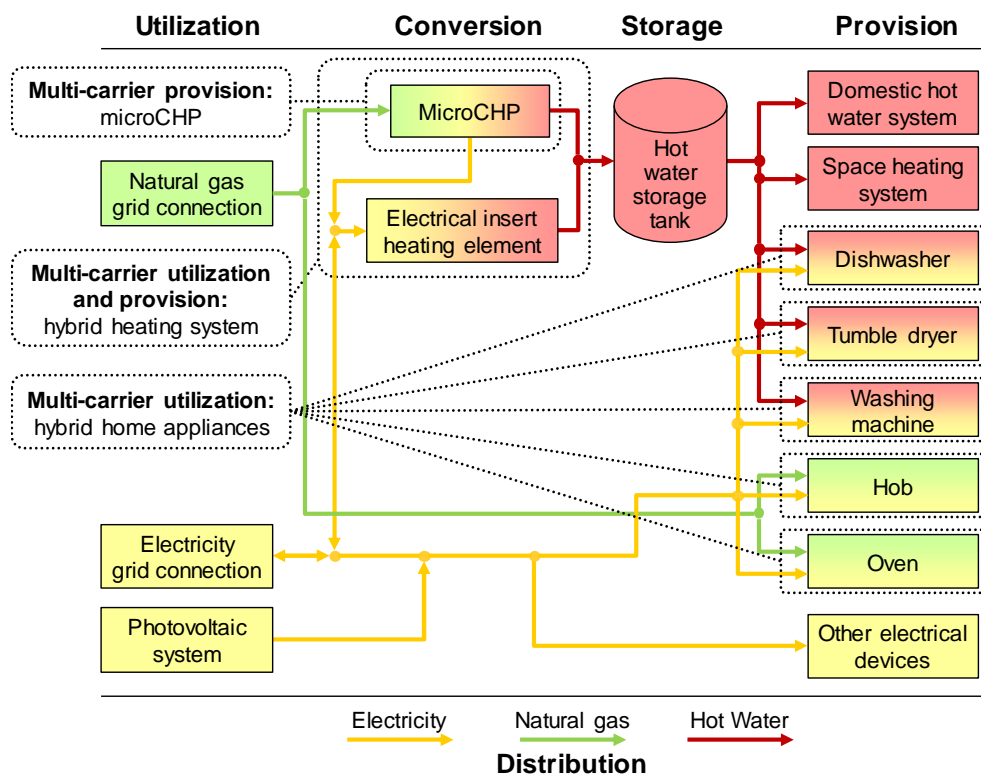 Utilization
Conversion
Storage
Provision
Multi-carrier provision:
microCHP
MicroCHP
Domestic hot
water system
Natural gas
grid connection
Hot
water
storage
tank
Space heating
system
Electrical insert
heating element
Dishwasher
Multi-carrier utilization
and provision:
hybrid heating system
Tumble dryer
Multi-carrier utilization:
hybrid home appliances
Washing
machine
Hob
Electricity
grid connection
Oven
Photovoltaic
system
Other electrical
devices
Electricity
Natural gas
Hot Water
Distribution